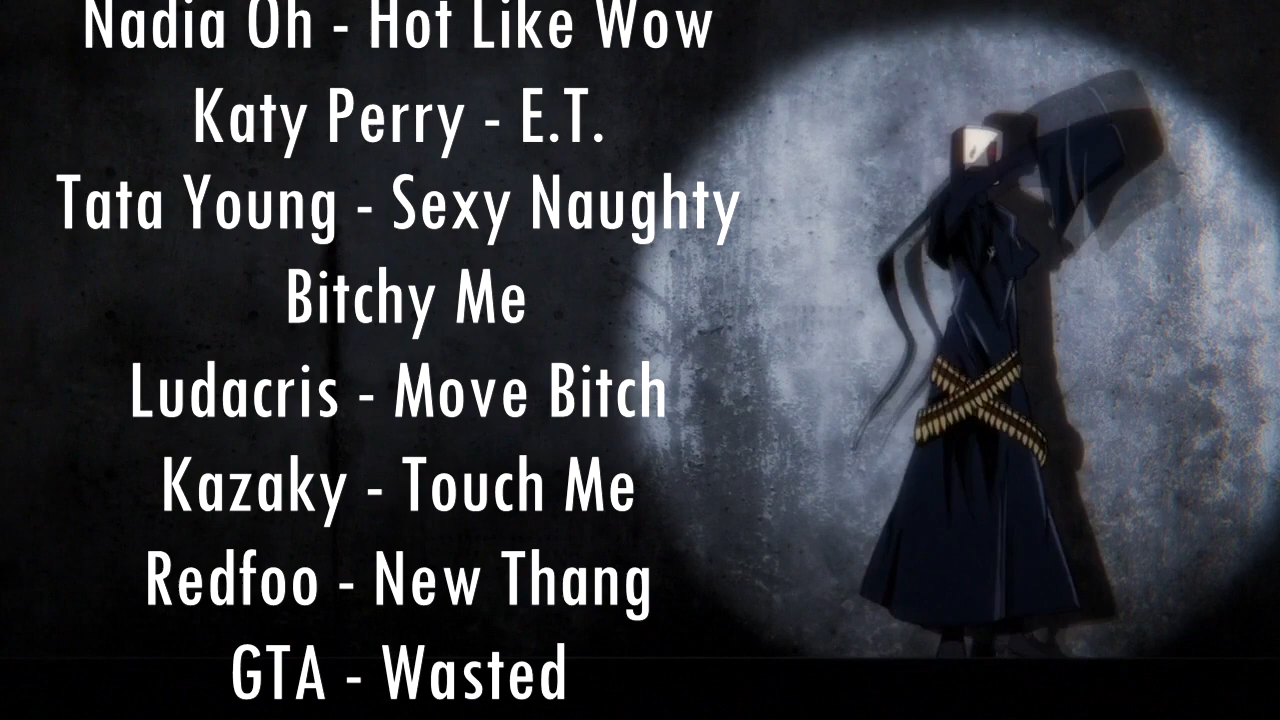 Nadia Oh - Hot Like Wow
Katy Perry - E.T.
Tata Young - Sexy Naughty
Bitchy Me
Ludacris - Move Bitch
Kazaky - Touch Me
Redfoo - New Thang
GTA - Wasted